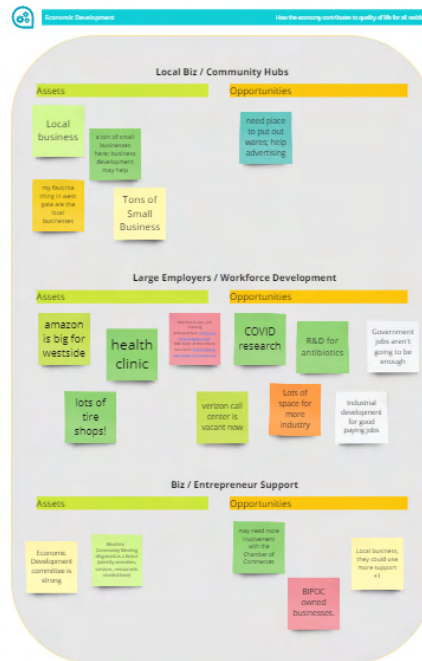 Economic Development
How the economy contributes to quality of life for all
Local Biz / Community Hubs
Assets
Opportunities
Local
business
a ton of small
businesses
here; business
development,
may help
my favorite
thing in west
gate are the
local
businesses
Tons of
Small
Business
need place
to put out
wares; help
advertising
Large Employers / Workforce Development
Assets
Opportunities
amazon
is big for
westside
health
clinic
lots of
tire
shops!
COVID
research
R&D for
antibiotics
Government
jobs aren't
going to be
enough
verizon call
center is
vacant now
Lots of
space for
more
industry
Industrial
development
for good
paying jobs
Biz / Entrepreneur Support
Assets
Opportunities
Economic
Development
committee is
strong
Community Meeting
may need more
involvement
with the
Chamber of
Commerces
BIPOC
owned
businesses.
Local business,
they could use
more support
+1